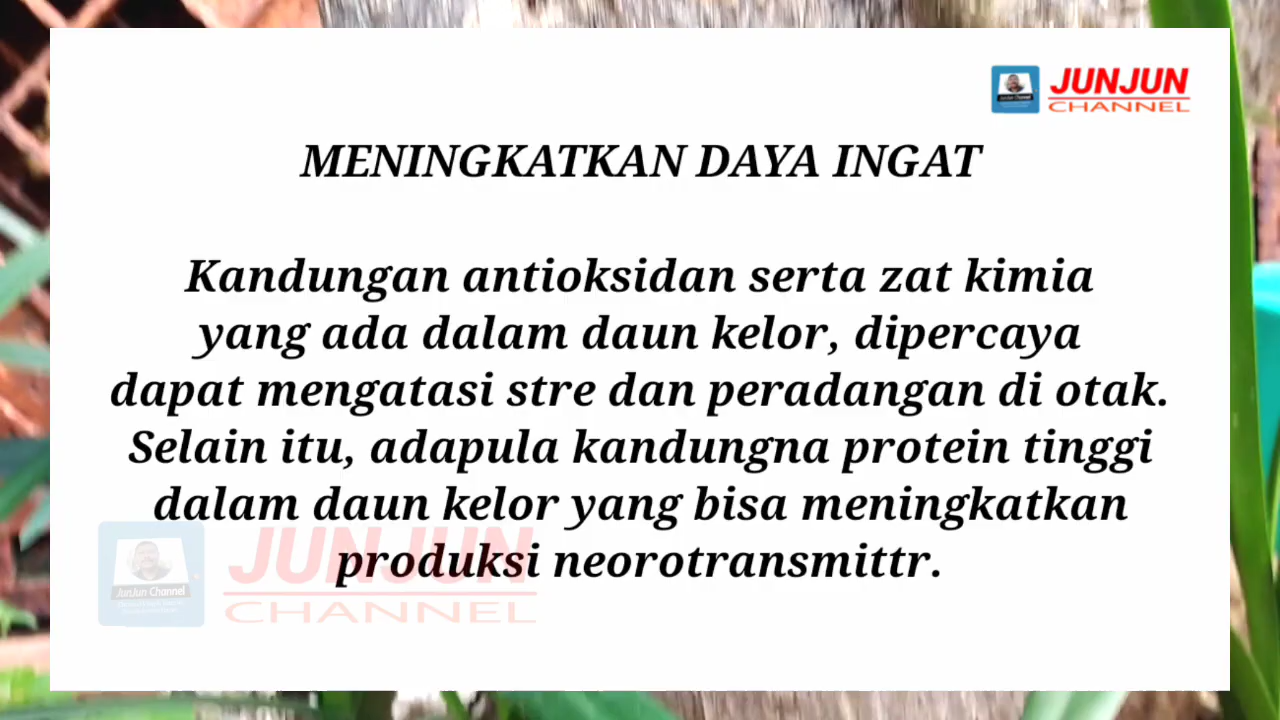 JUNJUN
CHANNEL
MENINGKATKAN DAYA INGAT
Kandungan antioksidan serta zat kimia
yang ada dalam daun kelor, dipercaya
dapat mengatasi stre dan peradangan di otak.
Selain itu, adapula kandungna protein tinggi
dalam daun kelor yang bisa meningkatkan
produksi neorotransmittr.
JUNJUN
CHANNEL
JunJun Channel